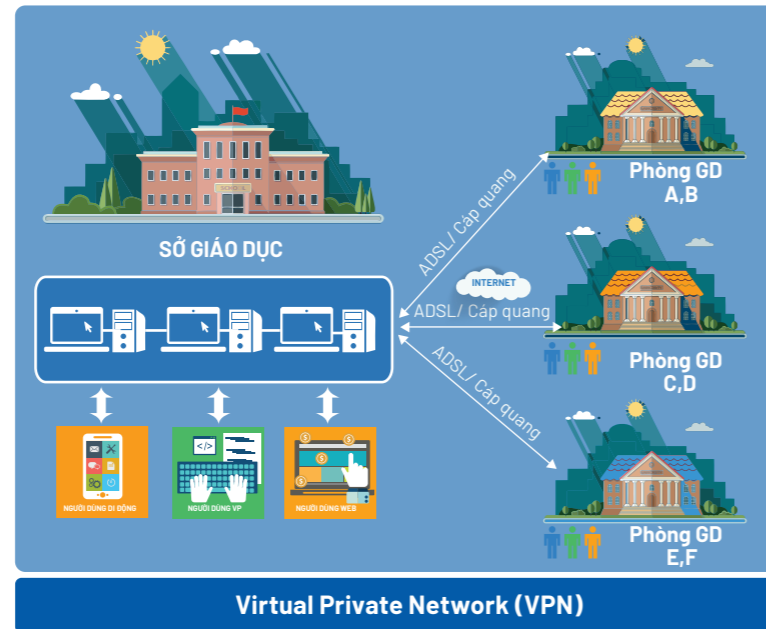 SCHOOL
SỞ GIÁO DỤC
Phòng GD
A,B
ADSL/ Cáp quang
INTERNET
ADSL/ Cáp quang
Phòng GD
C,D
ADSL/ Cáp quang
</>
NGƯỜI DÙNG DI ĐỘNG
NGƯỜI DÙNG VP
NGƯỜI DÙNG WEB
Phòng GD
E,F
Virtual Private Network (VPN)